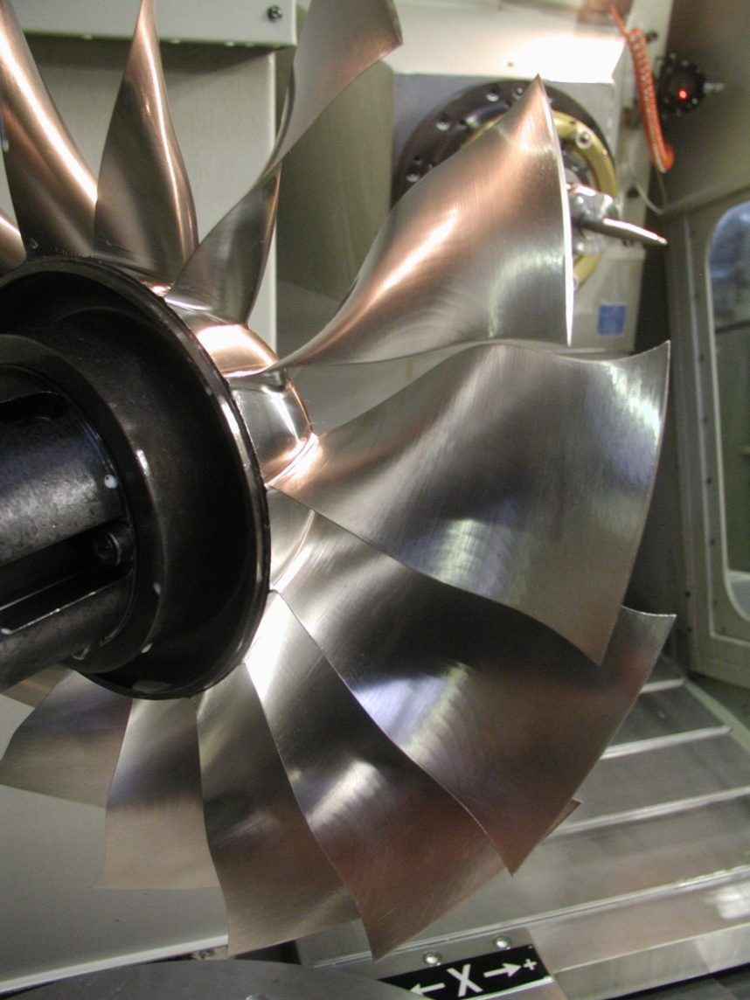 ← X → +